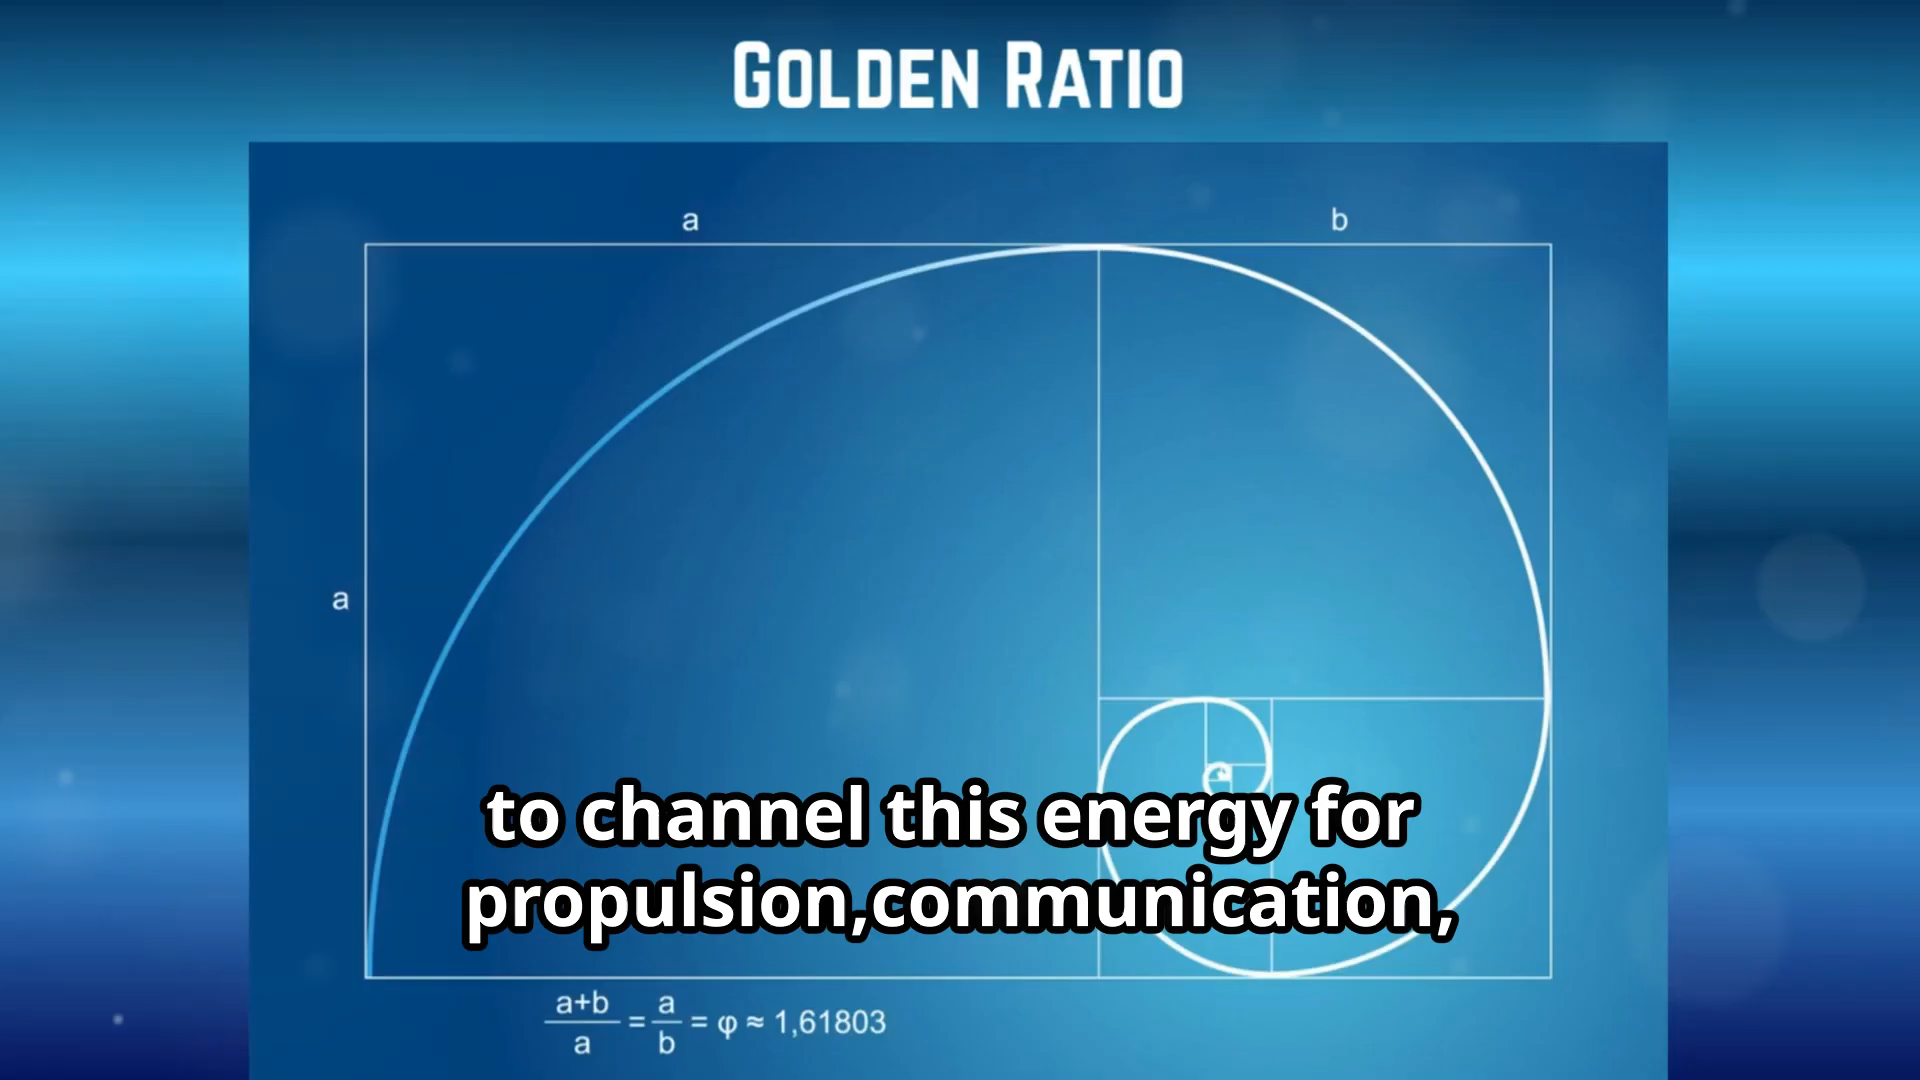 GOLDEN RATIO
a
b
a
to channel this energy for
propulsion,communication,
a+b
a
=
a
b
= φ ≈ 1,61803